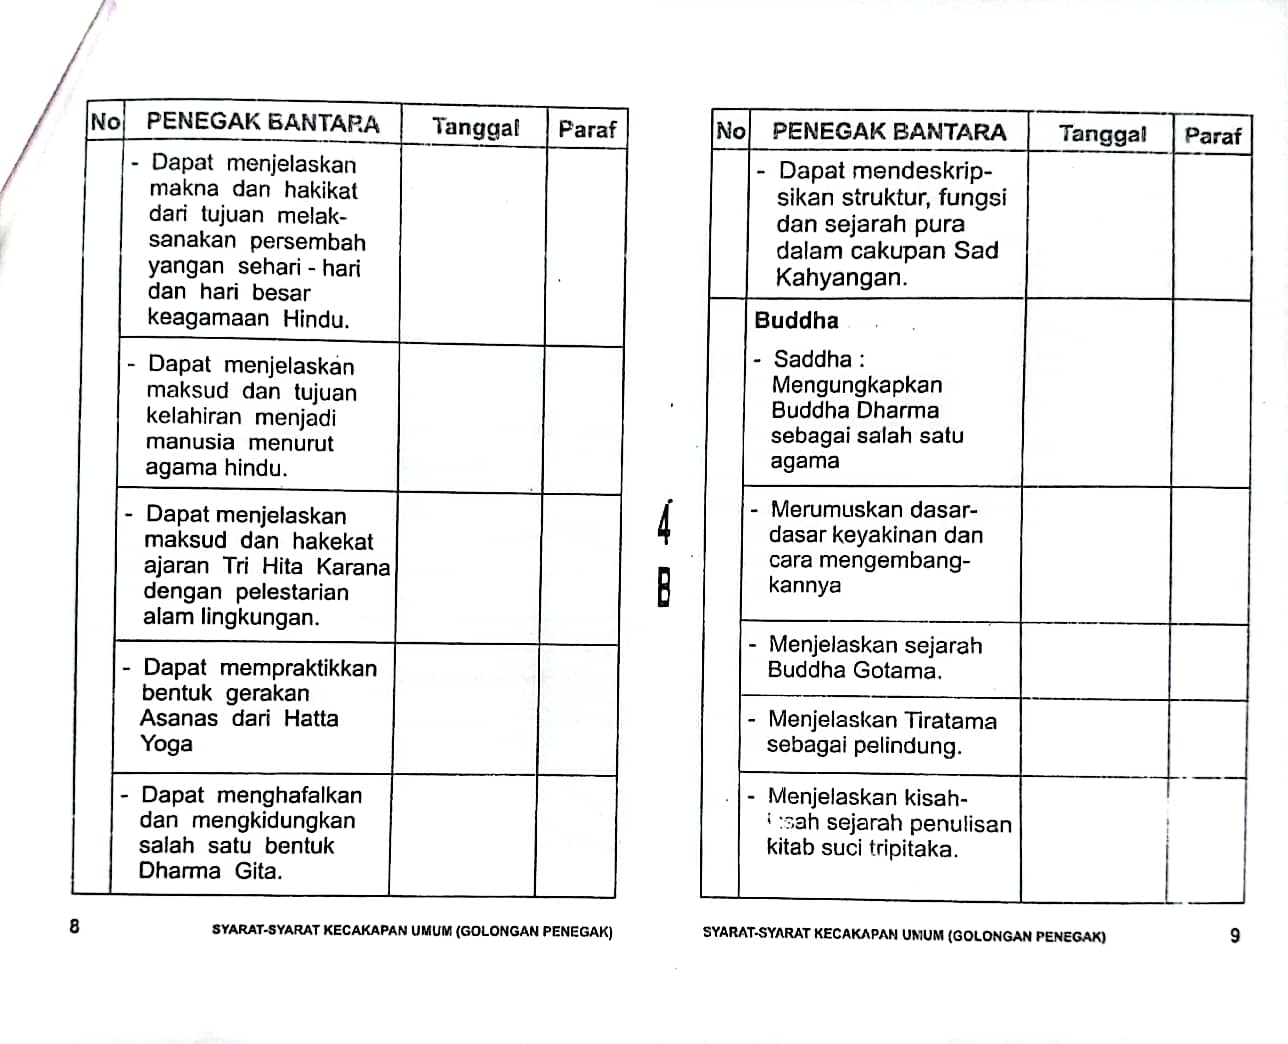 No PENEGAK BANTARA Tanggal Paraf
- Dapat menjelaskan
makna dan hakikat
dari tujuan melak-
sanakan persembah
yangan sehari - hari
dan hari besar
keagamaan Hindu.
- Dapat menjelaskan
maksud dan tujuan
kelahiran menjadi
manusia menurut
agama hindu.
- Dapat menjelaskan
maksud dan hakekat
ajaran Tri Hita Karana
dengan pelestarian
alam lingkungan.
- Dapat mempraktikkan
bentuk gerakan
Asanas dari Hatta
Yoga
- Dapat menghafalkan
dan mengkidungkan
salah satu bentuk
Dharma Gita.
8 SYARAT-SYARAT KECAKAPAN UMUM (GOLONGAN PENEGAK)
4
B
No PENEGAK BANTARA Tanggal Paraf
- Dapat mendeskrip-
sikan struktur, fungsi
dan sejarah pura
dalam cakupan Sad
Kahyangan.
Buddha
- Saddha :
Mengungkapkan
Buddha Dharma
sebagai salah satu
agama
- Merumuskan dasar-
dasar keyakinan dan
cara mengembang-
kannya
- Menjelaskan sejarah
Buddha Gotama.
- Menjelaskan Tiratama
sebagai pelindung.
- Menjelaskan kisah-
sejarah penulisan
kitab suci tripitaka.
SYARAT-SYARAT KECAKAPAN UMUM (GOLONGAN PENEGAK) 9